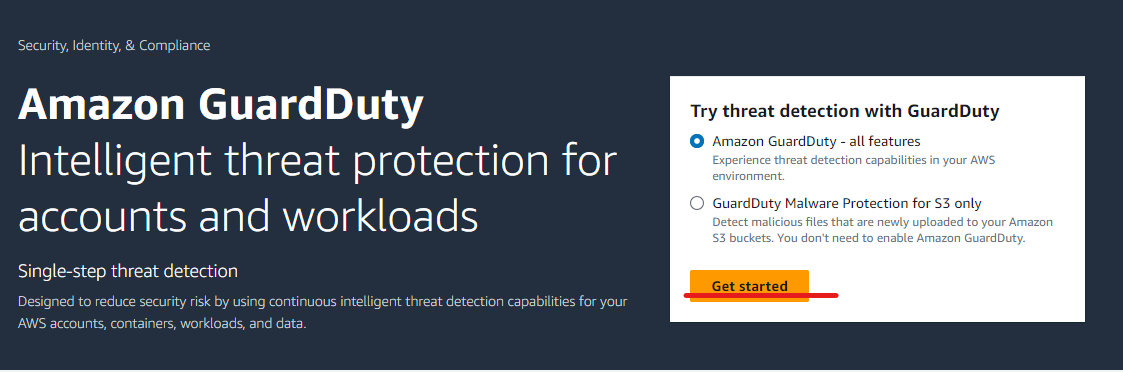 Security, Identity, & Compliance
Amazon GuardDuty
Intelligent threat protection for
accounts and workloads
Single-step threat detection
Designed to reduce security risk by using continuous intelligent threat detection capabilities for your
AWS accounts, containers, workloads, and data.
Try threat detection with GuardDuty
Amazon GuardDuty - all features
Experience threat detection capabilities in your AWS
environment.
GuardDuty Malware Protection for S3 only
Detect malicious files that are newly uploaded to your Amazon
S3 buckets. You don't need to enable Amazon GuardDuty.
Get started